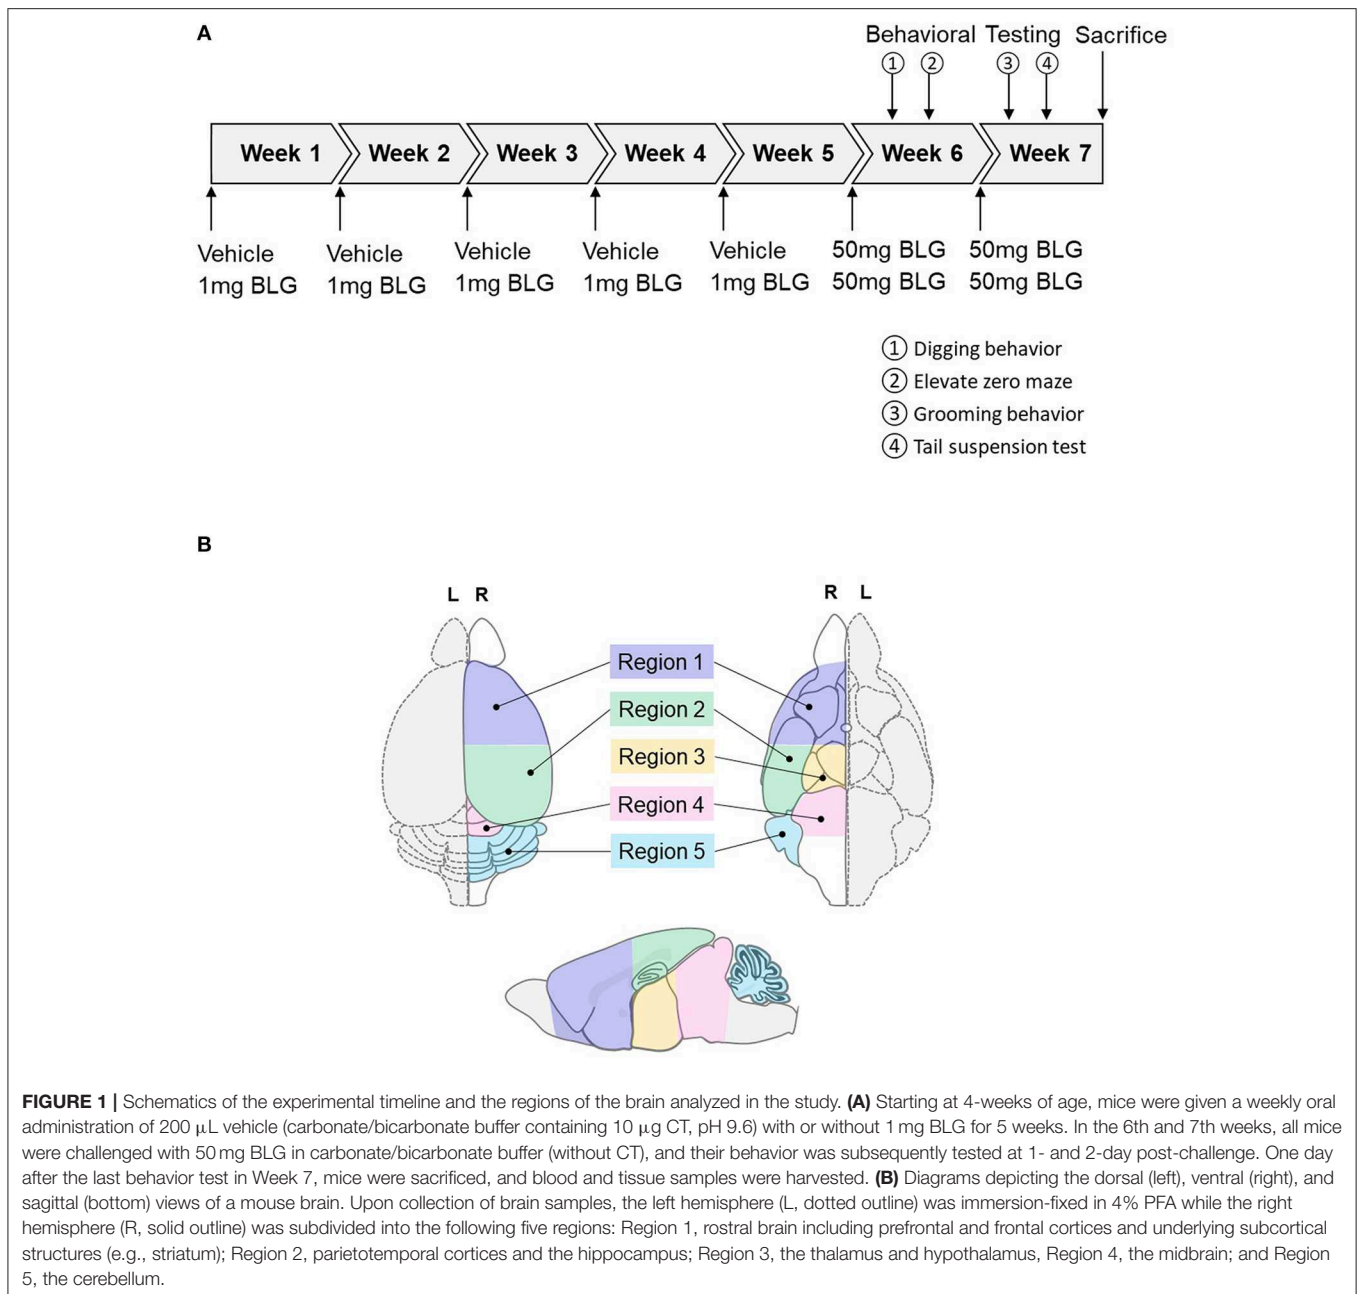 A
Behavioral Testing Sacrifice
① ② ③ ④
Week 1 Week 2 Week 3 Week 4 Week 5 Week 6 Week 7
Vehicle Vehicle Vehicle Vehicle Vehicle 50mg BLG 50mg BLG
1mg BLG 1mg BLG 1mg BLG 1mg BLG 1mg BLG 50mg BLG 50mg BLG
① Digging behavior
② Elevate zero maze
③ Grooming behavior
④ Tail suspension test
B
L R R L
Region 1
Region 2
Region 3
Region 4
Region 5
FIGURE 1 | Schematics of the experimental timeline and the regions of the brain analyzed in the study. (A) Starting at 4-weeks of age, mice were given a weekly oral
administration of 200 μL vehicle (carbonate/bicarbonate buffer containing 10 μg CT, pH 9.6) with or without 1 mg BLG for 5 weeks. In the 6th and 7th weeks, all mice
were challenged with 50 mg BLG in carbonate/bicarbonate buffer (without CT), and their behavior was subsequently tested at 1- and 2-day post-challenge. One day
after the last behavior test in Week 7, mice were sacrificed, and blood and tissue samples were harvested. (B) Diagrams depicting the dorsal (left), ventral (right), and
sagittal (bottom) views of a mouse brain. Upon collection of brain samples, the left hemisphere (L, dotted outline) was immersion-fixed in 4% PFA while the right
hemisphere (R, solid outline) was subdivided into the following five regions: Region 1, rostral brain including prefrontal and frontal cortices and underlying subcortical
structures (e.g., striatum); Region 2, parietotemporal cortices and the hippocampus; Region 3, the thalamus and hypothalamus, Region 4, the midbrain; and Region
5, the cerebellum.